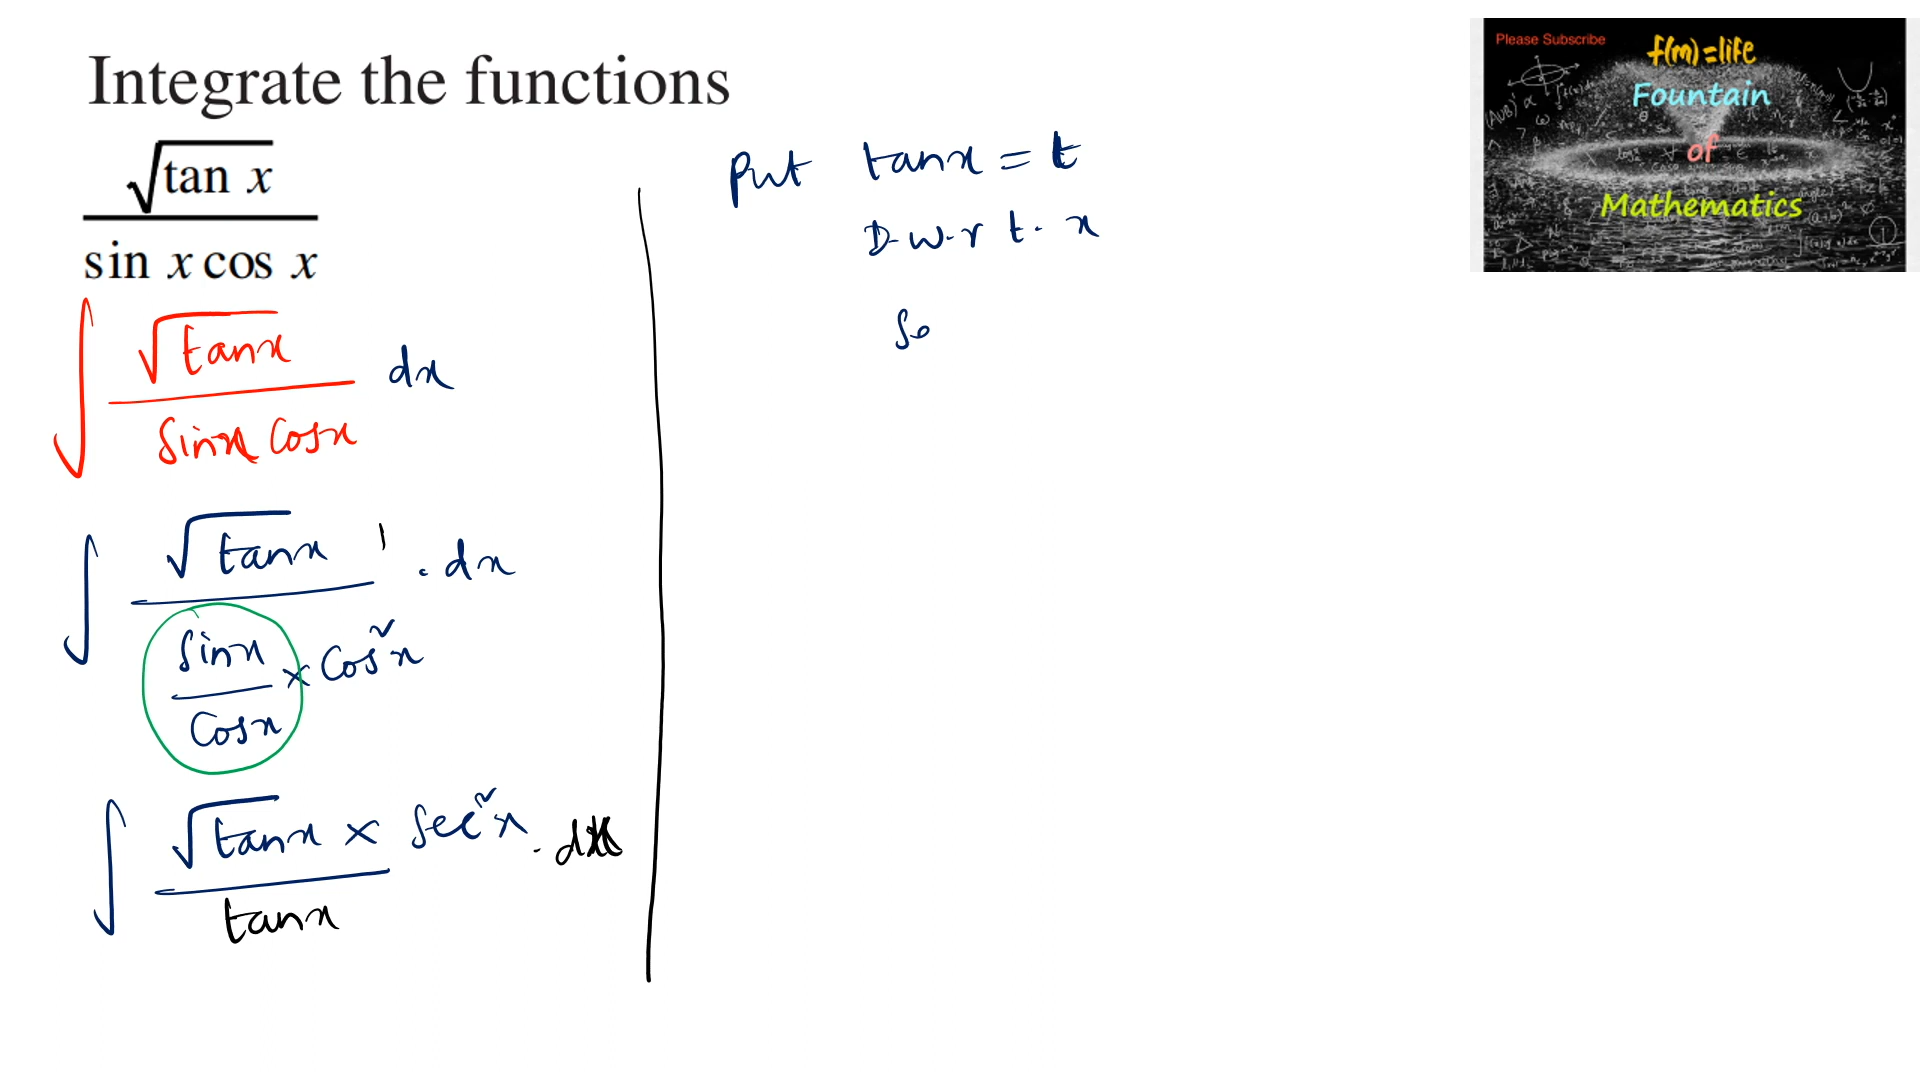 Integrate the functions
√tan x
sin x cos x
∫ √tanx / Sinx Cosx dx
∫ √tanx / (Sinx / Cosx × Cos²x) . dx
∫ √tanx × Sec²x / tanx . dx
Put tanx = t
D.w.r t. x
Se
Please Subscribe
f(m)=life
Fountain
of
Mathematics